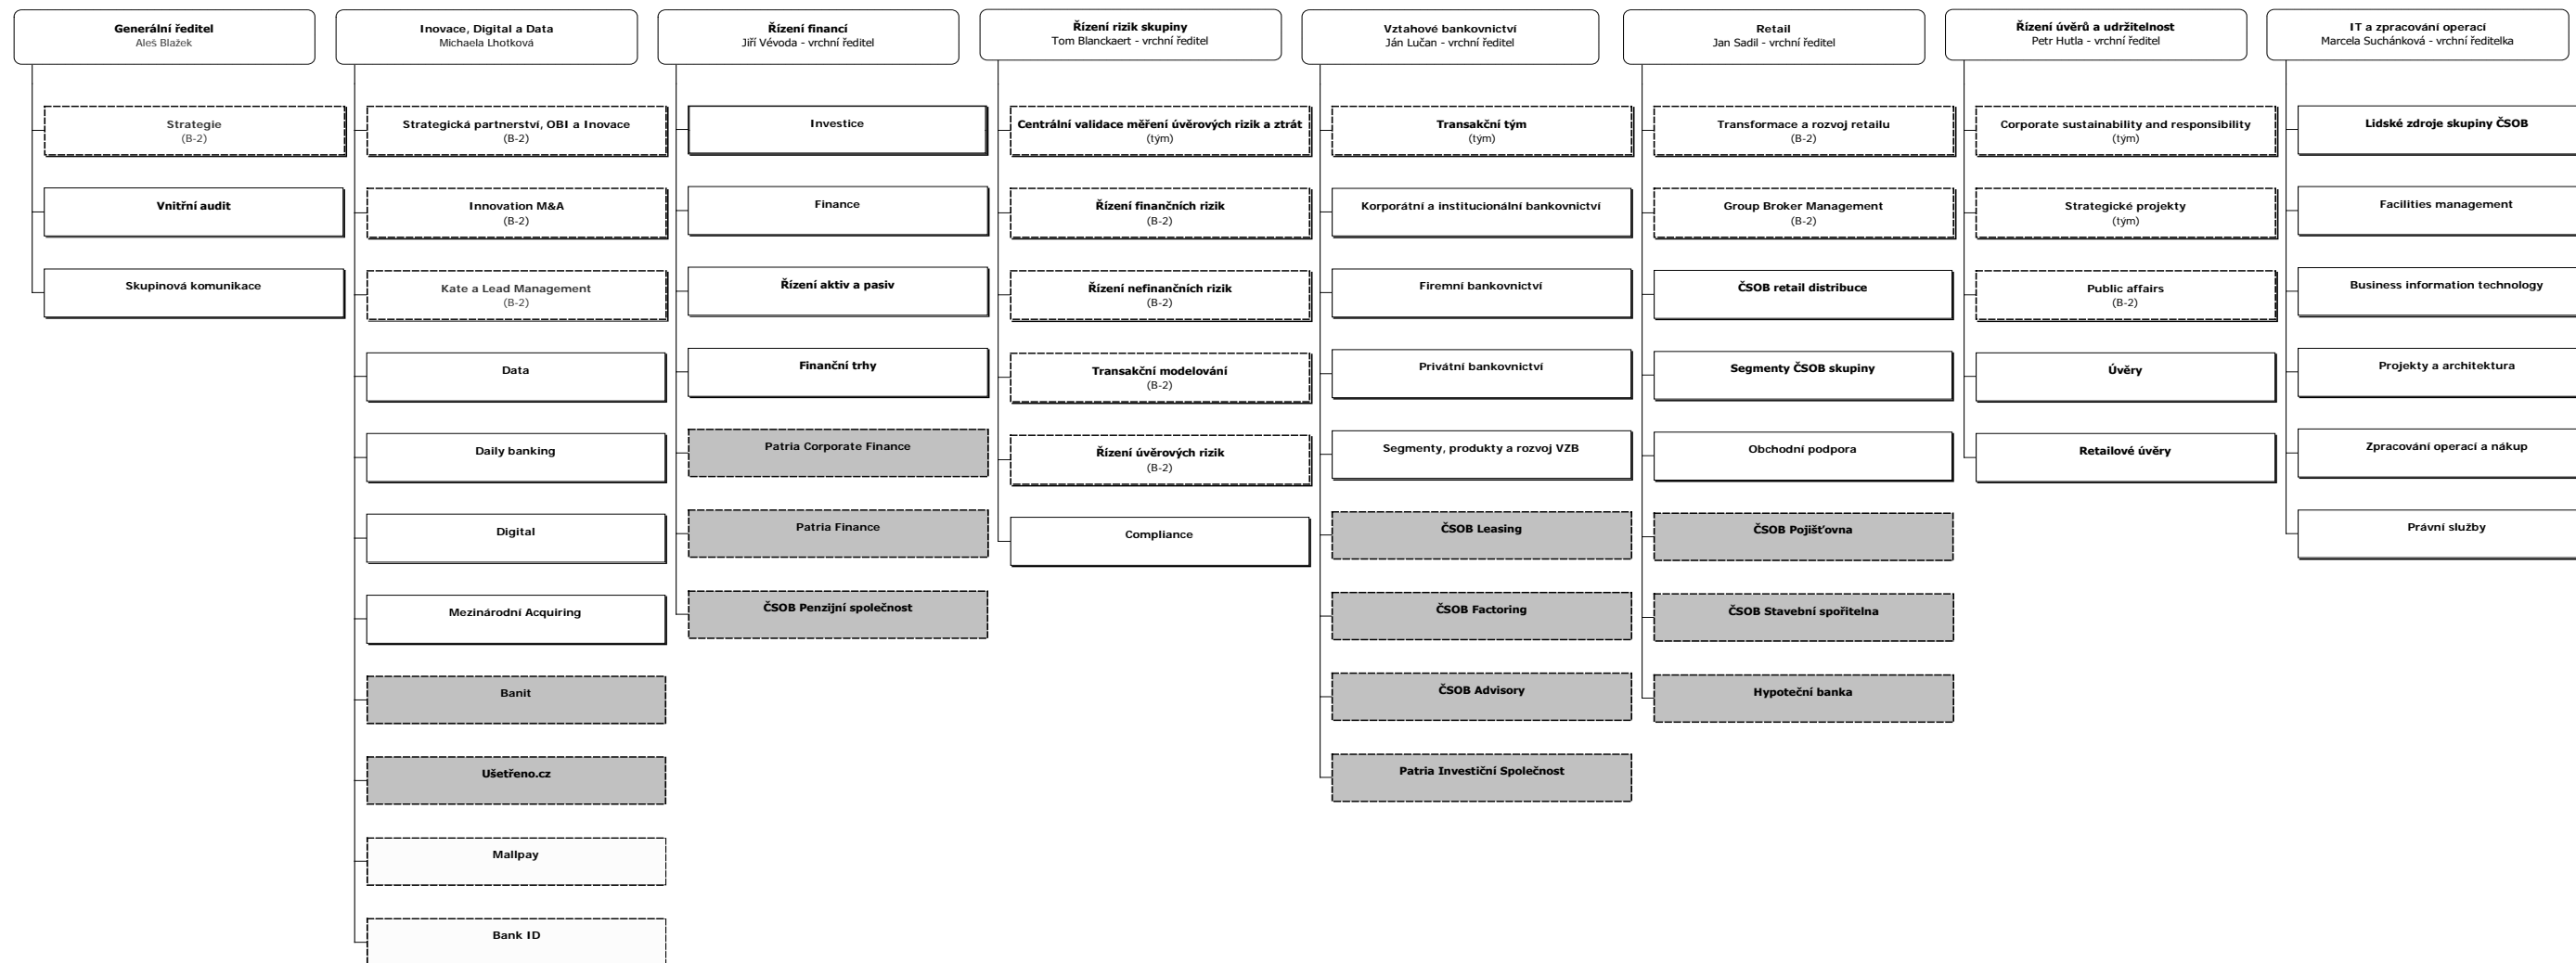 Generální ředitel
Aleš Blažek
Strategie
(B-2)
Vnitřní audit
Skupinová komunikace
Inovace, Digital a Data
Michaela Lhotková
Strategická partnerství, OBI a Inovace
(B-2)
Innovation M&A
(B-2)
Kate a Lead Management
(B-2)
Data
Daily banking
Digital
Mezinárodní Acquiring
Banit
Ušetřeno.cz
Mallpay
Bank ID
Řízení financí
Jiří Vévoda - vrchní ředitel
Investice
Finance
Řízení aktiv a pasiv
Finanční trhy
Patria Corporate Finance
Patria Finance
ČSOB Penzijní společnost
Řízení rizik skupiny
Tom Blanckaert - vrchní ředitel
Centrální validace měření úvěrových rizik a ztrát
(tým)
Řízení finančních rizik
(B-2)
Řízení nefinančních rizik
(B-2)
Transakční modelování
(B-2)
Řízení úvěrových rizik
(B-2)
Compliance
Vztahové bankovnictví
Ján Lučan - vrchní ředitel
Transakční tým
(tým)
Korporátní a institucionální bankovnictví
Firemní bankovnictví
Privátní bankovnictví
Segmenty, produkty a rozvoj VZB
ČSOB Leasing
ČSOB Factoring
ČSOB Advisory
Patria Investiční Společnost
Retail
Jan Sadil - vrchní ředitel
Transformace a rozvoj retailu
(B-2)
Group Broker Management
(B-2)
ČSOB retail distribuce
Segmenty ČSOB skupiny
Obchodní podpora
ČSOB Pojišťovna
ČSOB Stavební spořitelna
Hypoteční banka
Řízení úvěrů a udržitelnost
Petr Hutla - vrchní ředitel
Corporate sustainability and responsibility
(tým)
Strategické projekty
(tým)
Public affairs
(B-2)
Úvěry
Retailové úvěry
IT a zpracování operací
Marcela Suchánková - vrchní ředitelka
Lidské zdroje skupiny ČSOB
Facilities management
Business information technology
Projekty a architektura
Zpracování operací a nákup
Právní služby